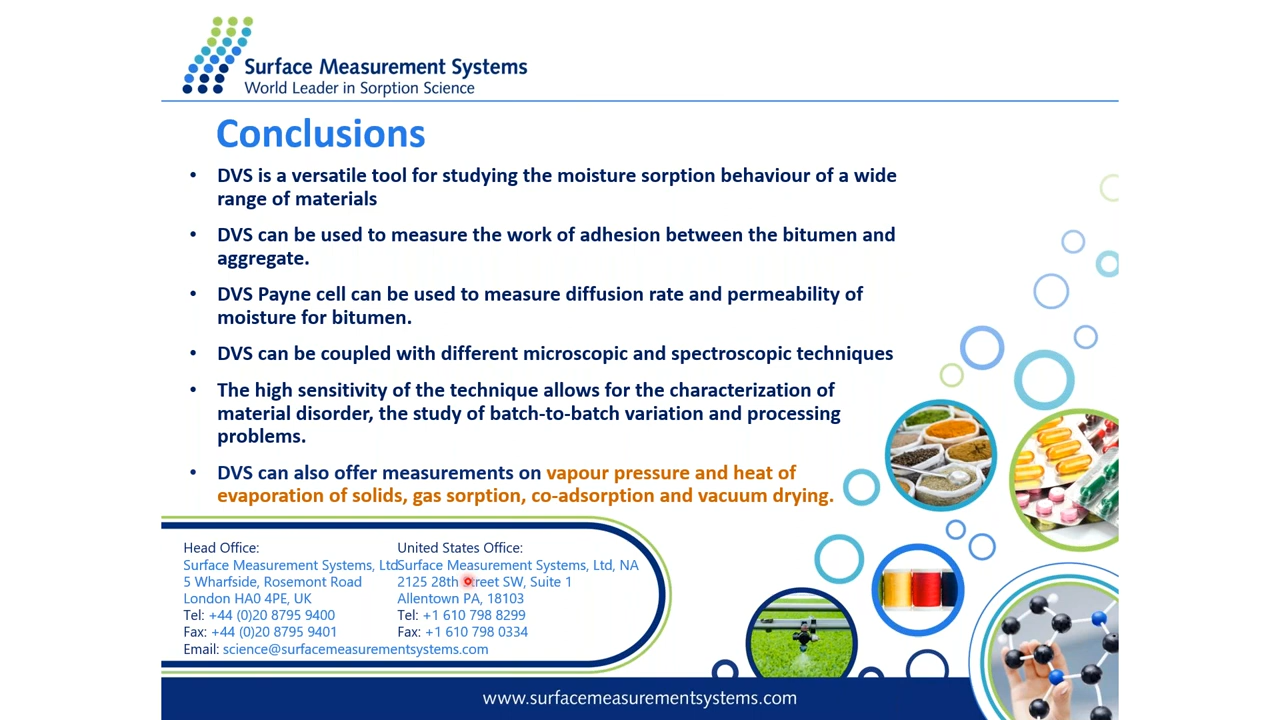 Surface Measurement Systems
World Leader in Sorption Science
Conclusions
• DVS is a versatile tool for studying the moisture sorption behaviour of a wide
range of materials
• DVS can be used to measure the work of adhesion between the bitumen and
aggregate.
• DVS Payne cell can be used to measure diffusion rate and permeability of
moisture for bitumen.
• DVS can be coupled with different microscopic and spectroscopic techniques
• The high sensitivity of the technique allows for the characterization of
material disorder, the study of batch-to-batch variation and processing
problems.
• DVS can also offer measurements on vapour pressure and heat of
evaporation of solids, gas sorption, co-adsorption and vacuum drying.
Head Office:
Surface Measurement Systems, Ltd
5 Wharfside, Rosemont Road
London HA0 4PE, UK
Tel: +44 (0)20 8795 9400
Fax: +44 (0)20 8795 9401
Email: science@surfacemeasurementsystems.com
United States Office:
Surface Measurement Systems, Ltd, NA
2125 28th Street SW, Suite 1
Allentown PA, 18103
Tel: +1 610 798 8299
Fax: +1 610 798 0334
www.surfacemeasurementsystems.com